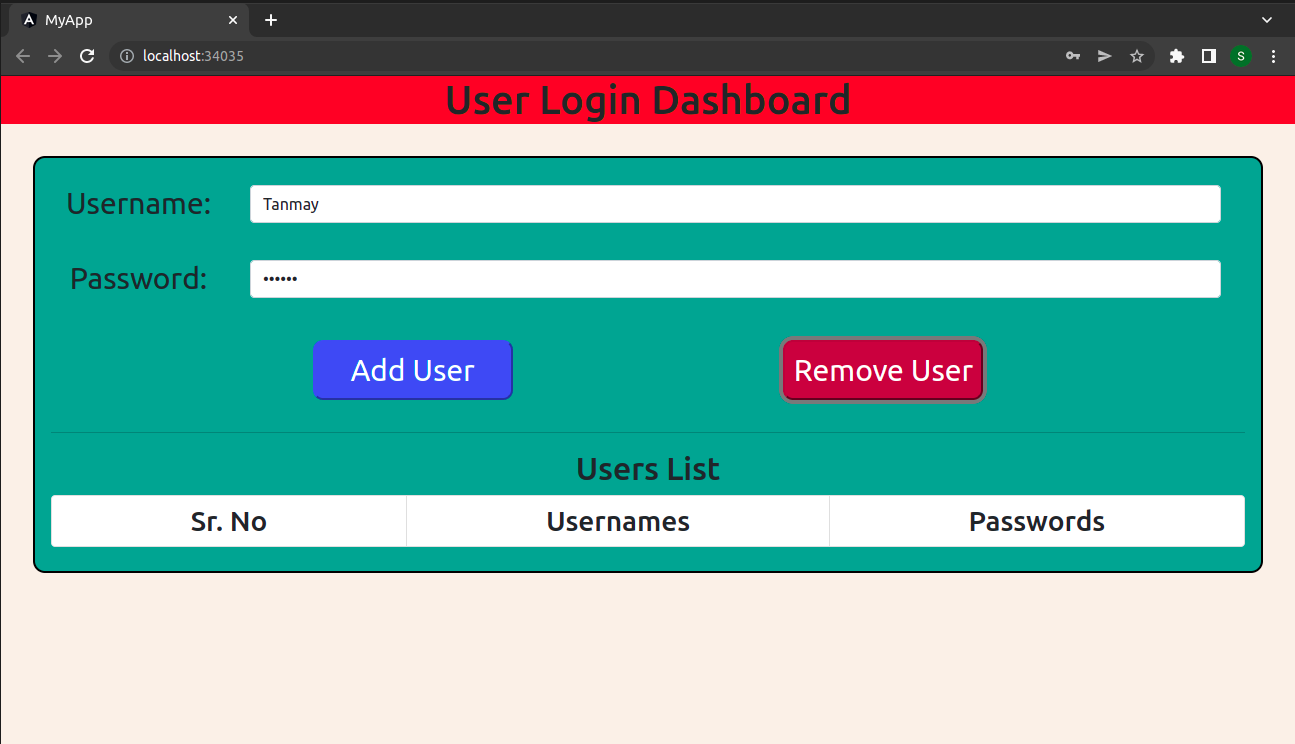 MyApp
localhost:34035
S
User Login Dashboard
Username: Tanmay
Password: ••••••
Add User Remove User
Users List
Sr. No Usernames Passwords